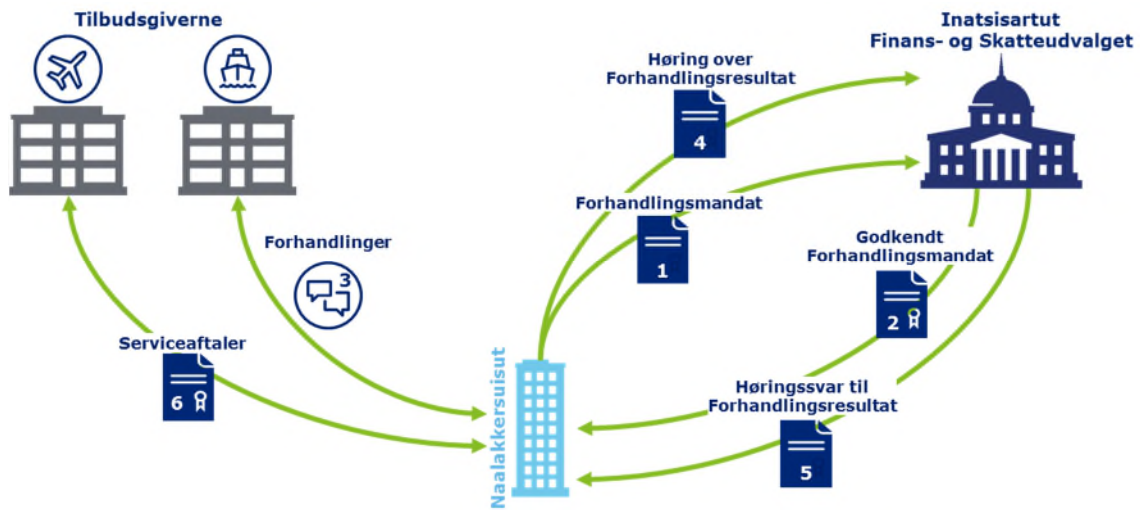 Tilbudsgiverne
Inatsisartut
Finans- og Skatteudvalget
Høring over
Forhandlingsresultat
4
Forhandlingsmandat
1
Forhandlinger
3
Godkendt
Forhandlingsmandat
2
Serviceaftaler
6
Naalakkersuisut
Høringssvar til
Forhandlingsresultat
5